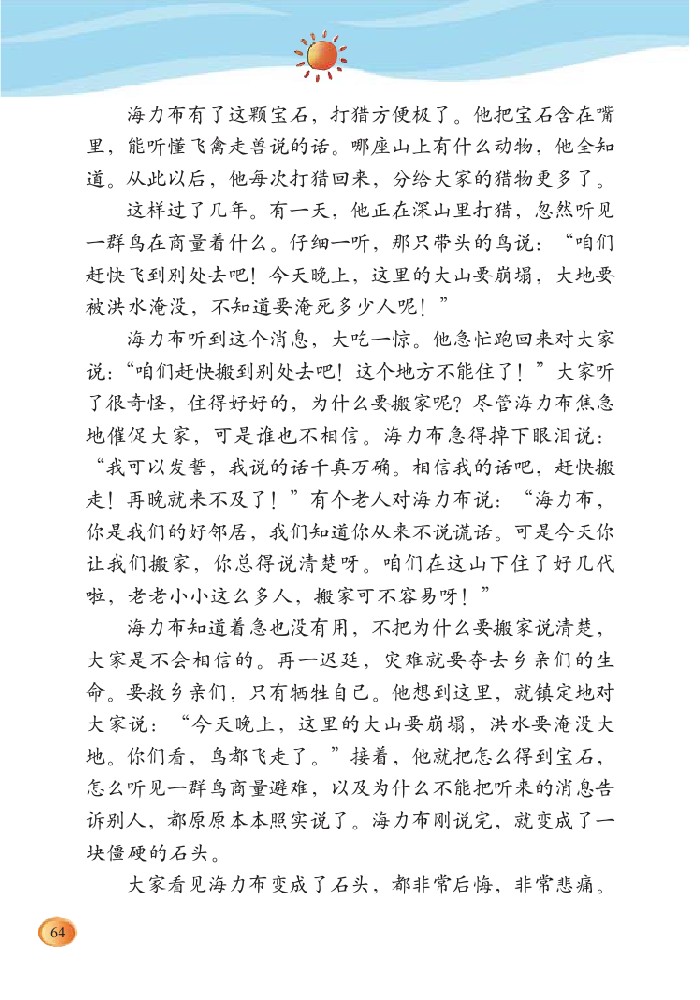 海力布有了这颗宝石，打猎方便极了。他把宝石含在嘴
里，能听懂飞禽走兽说的话。哪座山上有什么动物，他全知
道。从此以后，他每次打猎回来，分给大家的猎物更多了。
这样过了几年。有一天，他正在深山里打猎，忽然听见
一群鸟在商量着什么。仔细一听，那只带头的鸟说：“咱们
赶快飞到别处去吧！今天晚上，这里的大山要崩塌，大地要
被洪水淹没，不知道要淹死多少人呢！”
海力布听到这个消息，大吃一惊。他急忙跑回来对大家
说：“咱们赶快搬到别处去吧！这个地方不能住了！”大家听
了很奇怪，住得好好的，为什么要搬家呢？尽管海力布焦急
地催促大家，可是谁也不相信。海力布急得掉下眼泪说：
“我可以发誓，我说的话千真万确。相信我的话吧，赶快搬
走！再晚就来不及了！”有个老人对海力布说：“海力布，
你是我们的好邻居，我们知道你从来不说谎话。可是今天你
让我们搬家，你总得说清楚呀。咱们在这山下住了好几代
啦，老老小小这么多人，搬家可不容易呀！”
海力布知道着急也没有用，不把为什么要搬家说清楚，
大家是不会相信的。再一迟延，灾难就要夺去乡亲们的生
命。要救乡亲们，只有牺牲自己。他想到这里，就镇定地对
大家说：“今天晚上，这里的大山要崩塌，洪水要淹没大
地。你们看，鸟都飞走了。”接着，他就把怎么得到宝石，
怎么听见一群鸟商量避难，以及为什么不能把听来的消息告
诉别人，都原原本本照实说了。海力布刚说完，就变成了一
块僵硬的石头。
大家看见海力布变成了石头，都非常后悔，非常悲痛。
64